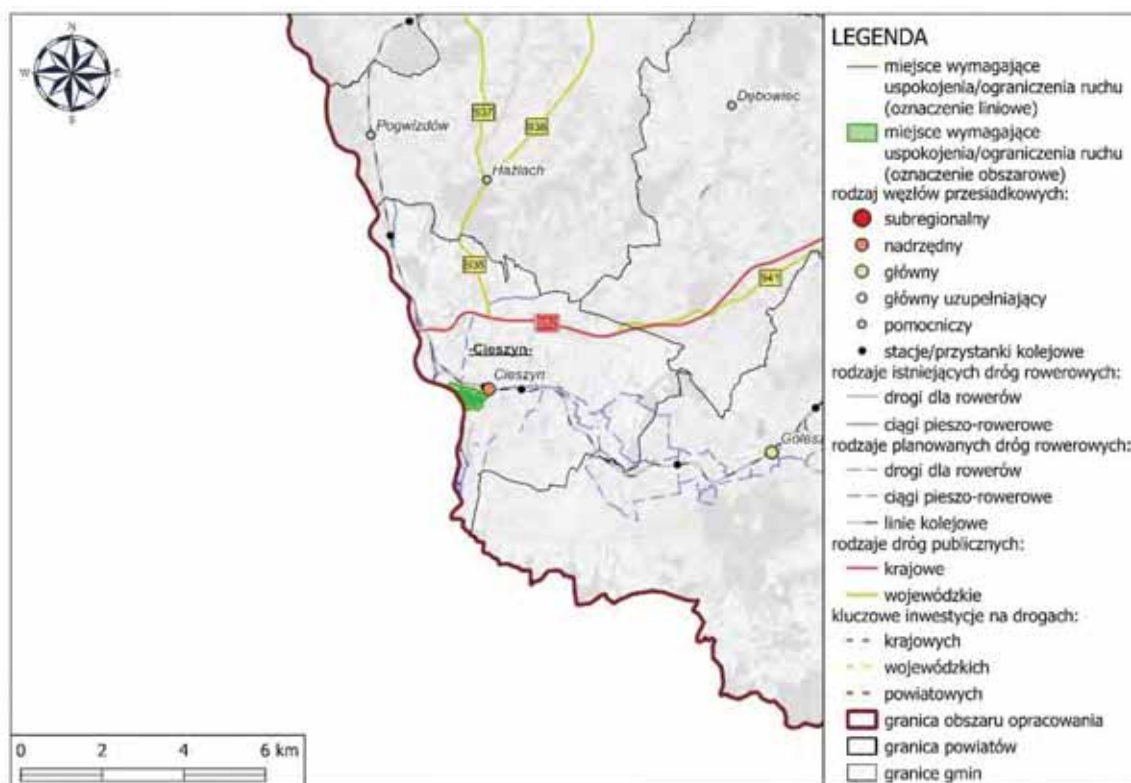 N
W
E
S
Pogwizdów
937
938
Dębowiec
Hażlach
938
941
-Cieszyn-
Cieszyn
0 2 4 6 km
LEGENDA
miejsce wymagające
uspokojenia/ograniczenia ruchu
(oznaczenie liniowe)
miejsce wymagające
uspokojenia/ograniczenia ruchu
(oznaczenie obszarowe)
rodzaj węzłów przesiadkowych:
subregionalny
nadrzędny
główny
główny uzupełniający
pomocniczy
stacje/przystanki kolejowe
rodzaje istniejących dróg rowerowych:
drogi dla rowerów
ciągi pieszo-rowerowe
rodzaje planowanych dróg rowerowych:
drogi dla rowerów
ciągi pieszo-rowerowe
linie kolejowe
rodzaje dróg publicznych:
krajowe
wojewódzkie
kluczowe inwestycje na drogach:
krajowych
wojewódzkich
powiatowych
granica obszaru opracowania
granica powiatów
granice gmin